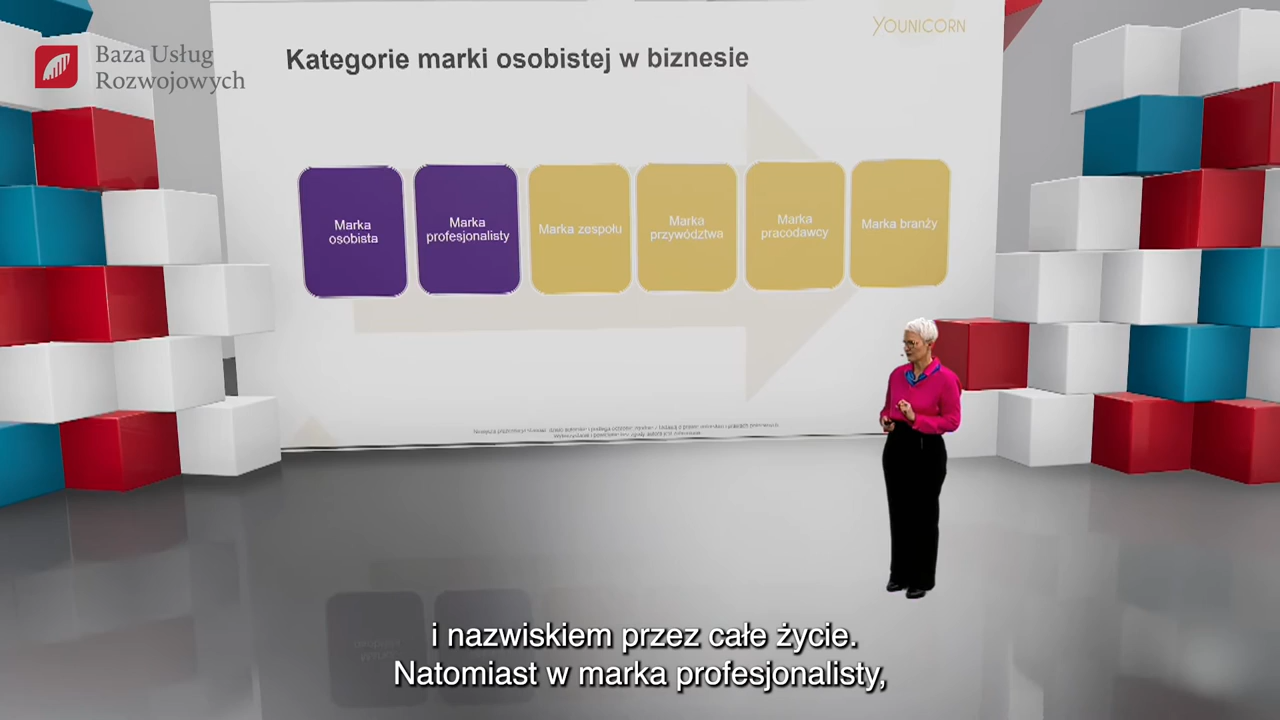 YOUNICORN
Baza Usług
Rozwojowych
Kategorie marki osobistej w biznesie
Marka
osobista
Marka
profesjonalisty
Marka zespołu
Marka
przywództwa
Marka
pracodawcy
Marka branży
i nazwiskiem przez całe życie.
Natomiast w marka profesjonalisty,